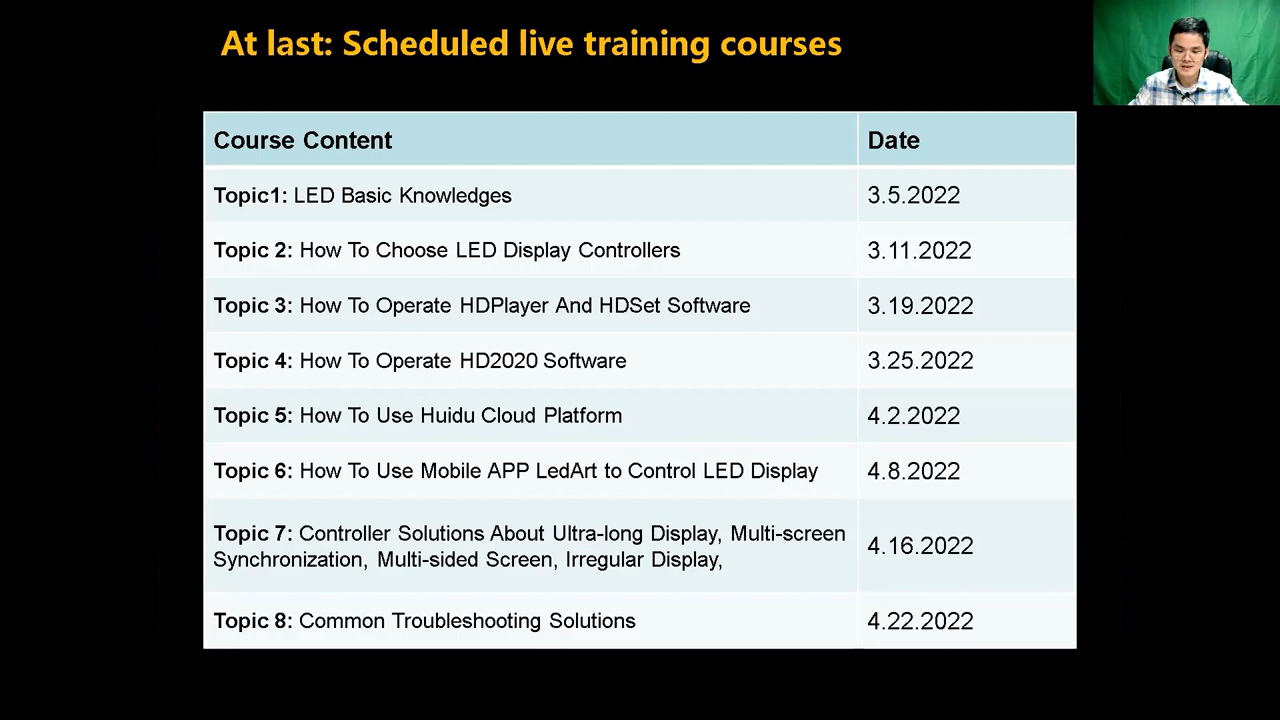 At last: Scheduled live training courses
Course Content Date
Topic1: LED Basic Knowledges 3.5.2022
Topic 2: How To Choose LED Display Controllers 3.11.2022
Topic 3: How To Operate HDPlayer And HDSet Software 3.19.2022
Topic 4: How To Operate HD2020 Software 3.25.2022
Topic 5: How To Use Huidu Cloud Platform 4.2.2022
Topic 6: How To Use Mobile APP LedArt to Control LED Display 4.8.2022
Topic 7: Controller Solutions About Ultra-long Display, Multi-screen
Synchronization, Multi-sided Screen, Irregular Display,
4.16.2022
Topic 8: Common Troubleshooting Solutions 4.22.2022